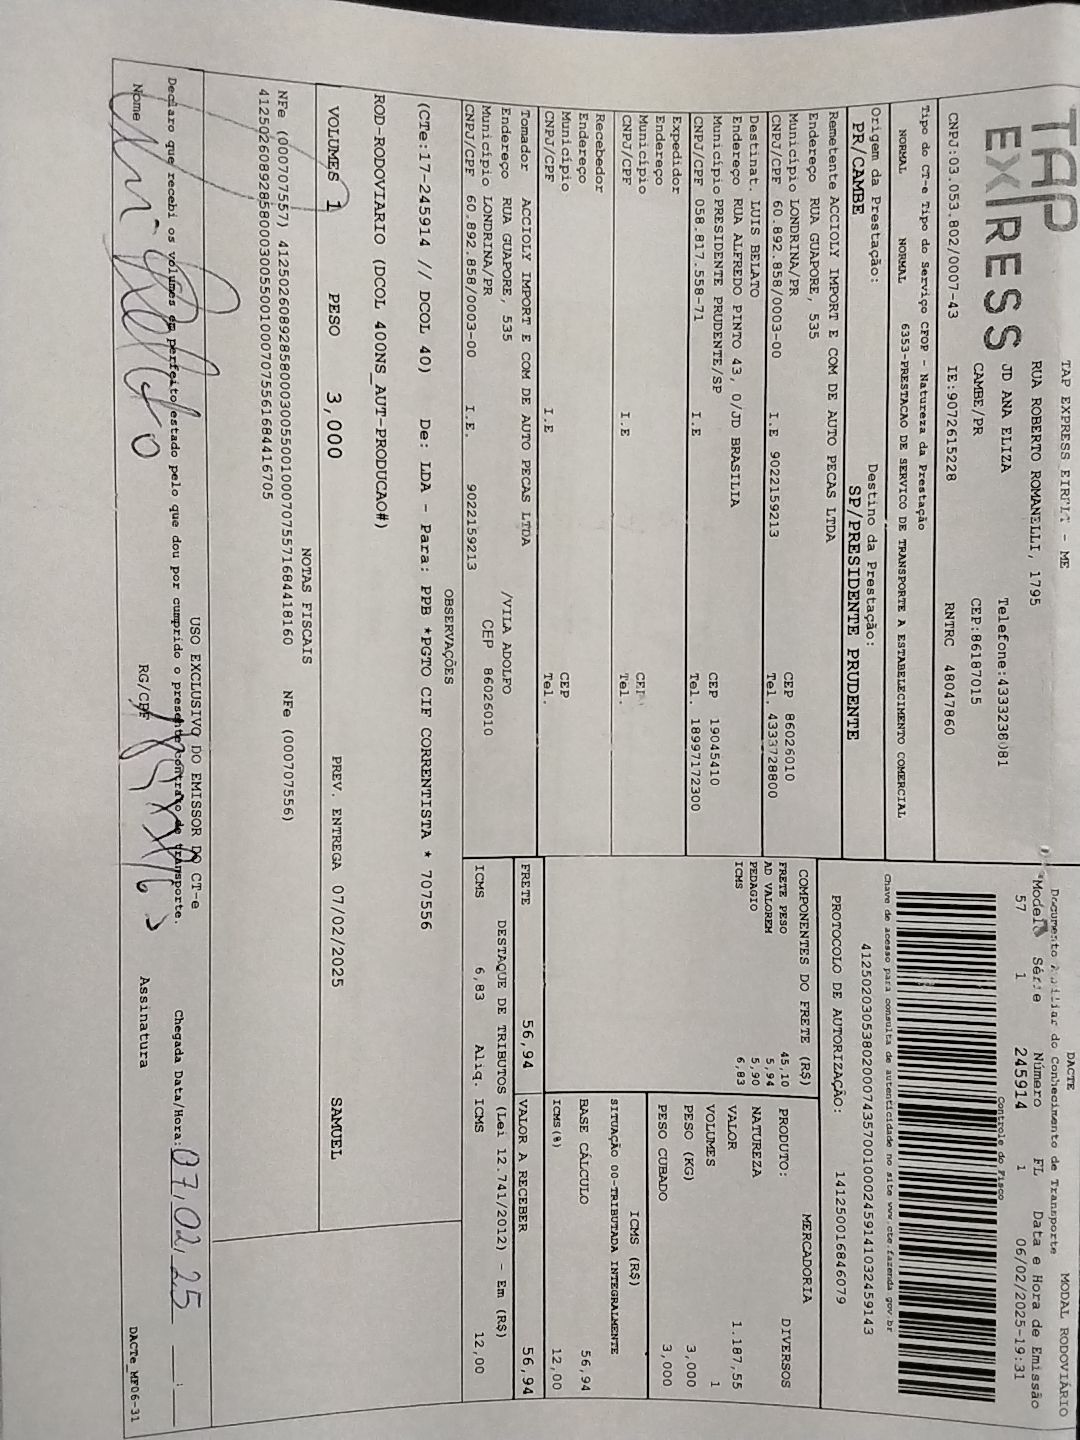 TAP EXPRESS
TAP EXPRESS EIRELI - ME
RUA ROBERTO ROMANELLI, 1795
JD ANA ELIZA Telefone:4333238081
CAMBE/PR CEP:86187015
CNPJ:03.053.802/0007-43 IE:9072615228 RNTRC 48047860
DACTE MODAL RODOVIÁRIO
Documento Auxiliar do Conhecimento de Transporte
Modelo Série Número FL Data e Hora de Emissão
57 1 245914 1 06/02/2025-19:31
Controle do Fisco
Chave de acesso para consulta de autenticidade no site www.cte.fazenda.gov.br
41250203053802000743570010002459141032459143
PROTOCOLO DE AUTORIZAÇÃO: 141250016846079
Tipo do CT-e Tipo do Serviço CFOP - Natureza da Prestação
NORMAL NORMAL 6353-PRESTACAO DE SERVICO DE TRANSPORTE A ESTABELECIMENTO COMERCIAL
Origem da Prestação: Destino da Prestação:
PR/CAMBE SP/PRESIDENTE PRUDENTE
Remetente ACCIOLY IMPORT E COM DE AUTO PECAS LTDA
Endereço RUA GUAPORE, 535
Município LONDRINA/PR CEP 86026010
CNPJ/CPF 60.892.858/0003-00 I.E 9022159213 Tel. 4333728800
Destinat. LUIS BELATO
Endereço RUA ALFREDO PINTO 43, 0/JD BRASILIA
Município PRESIDENTE PRUDENTE/SP CEP 19045410
CNPJ/CPF 058.817.558-71 I.E Tel. 18997172300
Expedidor
Endereço
Município CEP
CNPJ/CPF I.E Tel.
Recebedor
Endereço
Município CEP
CNPJ/CPF I.E Tel.
Tomador ACCIOLY IMPORT E COM DE AUTO PECAS LTDA
Endereço RUA GUAPORE, 535 /VILA ADOLFO
Município LONDRINA/PR CEP 86026010
CNPJ/CPF 60.892.858/0003-00 I.E. 9022159213
COMPONENTES DO FRETE (R$)
FRETE PESO 45,10
AD VALOREM 5,94
PEDAGIO 5,90
ICMS 6,83
MERCADORIA
PRODUTO: DIVERSOS
NATUREZA
VALOR 1.187,55
VOLUMES 1
PESO (KG) 3,000
PESO CUBADO 3,000
ICMS (R$)
SITUAÇÃO 00-TRIBUTADA INTEGRALMENTE
BASE CÁLCULO 56,94
ICMS(%) 12,00
FRETE 56,94 VALOR A RECEBER 56,94
DESTAQUE DE TRIBUTOS (Lei 12.741/2012) - Em (R$)
ICMS 6,83 Aliq. ICMS 12,00
OBSERVAÇÕES
(CTe:17-245914 // DCOL 40) De: LDA - Para: PPB *PGTO CIF CORRENTISTA * 707556
ROD-RODOVIARIO (DCOL 400NS_AUT-PRODUCAO#)
VOLUMES 1 PESO 3,000 PREV. ENTREGA 07/02/2025 SAMUEL
NOTAS FISCAIS
NFe (000707557) 41250260892858000300550010007075571684418160 NFe (000707556)
41250260892858000300550010007075561684416705
USO EXCLUSIVO DO EMISSOR DO CT-e
Declaro que recebi os volumes em perfeito estado pelo que dou por cumprido o presente contrato de transporte. Chegada Data/Hora: 07,02,25 :
Nome RG/CPF Assinatura DACTe_MF06-31